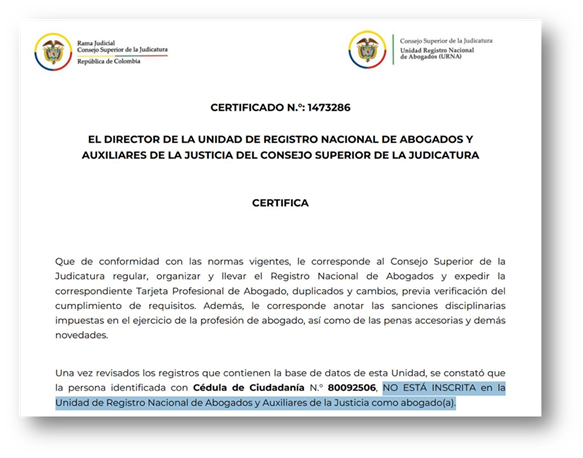 Rama Judicial
Consejo Superior de la Judicatura
República de Colombia
Consejo Superior de la Judicatura
Unidad Registro Nacional
de Abogados (URNA)
CERTIFICADO N.°: 1473286
EL DIRECTOR DE LA UNIDAD DE REGISTRO NACIONAL DE ABOGADOS Y
AUXILIARES DE LA JUSTICIA DEL CONSEJO SUPERIOR DE LA JUDICATURA
CERTIFICA
Que de conformidad con las normas vigentes, le corresponde al Consejo Superior de la
Judicatura regular, organizar y llevar el Registro Nacional de Abogados y expedir la
correspondiente Tarjeta Profesional de Abogado, duplicados y cambios, previa verificación del
cumplimiento de requisitos. Además, le corresponde anotar las sanciones disciplinarias
impuestas en el ejercicio de la profesión de abogado, así como de las penas accesorias y demás
novedades.
Una vez revisados los registros que contienen la base de datos de esta Unidad, se constató que
la persona identificada con Cédula de Ciudadanía N.° 80092506, NO ESTÁ INSCRITA en la
Unidad de Registro Nacional de Abogados y Auxiliares de la Justicia como abogado(a).